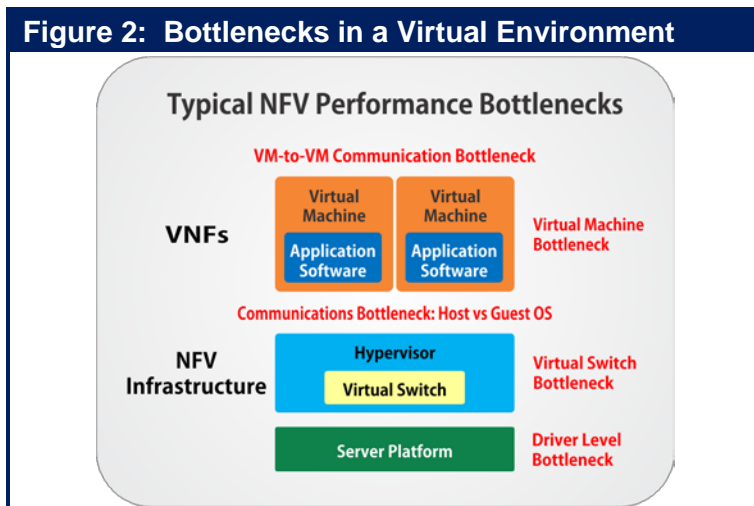 Figure 2:  Bottlenecks in a Virtual Environment
Typical NFV Performance Bottlenecks
VM-to-VM Communication Bottleneck
VNFs
Virtual
Machine
Application
Software
Virtual
Machine
Application
Software
Virtual Machine
Bottleneck
Communications Bottleneck: Host vs Guest OS
NFV
Infrastructure
Hypervisor
Virtual Switch
Virtual Switch
Bottleneck
Server Platform
Driver Level
Bottleneck